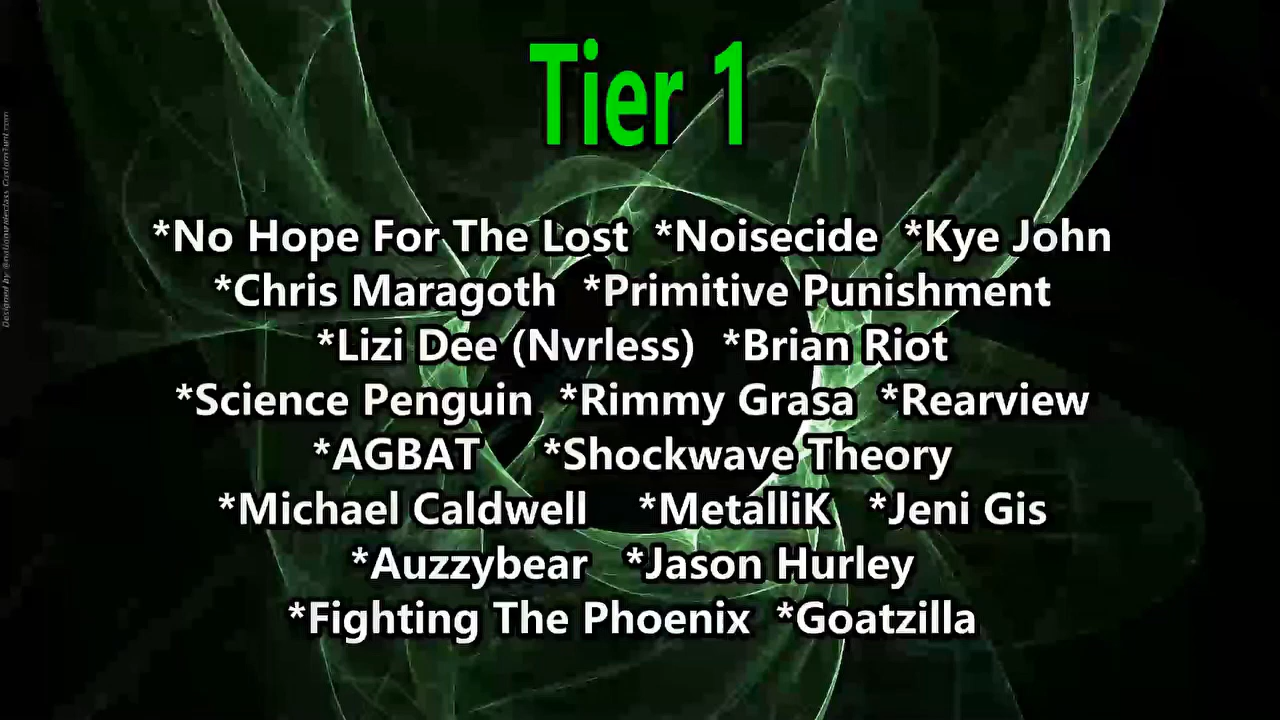 Tier 1
*No Hope For The Lost *Noisecide *Kye John
*Chris Maragoth *Primitive Punishment
*Lizi Dee (Nvrless) *Brian Riot
*Science Penguin *Rimmy Grasa *Rearview
*AGBAT *Shockwave Theory
*Michael Caldwell *MetalliK *Jeni Gis
*Auzzybear *Jason Hurley
*Fighting The Phoenix *Goatzilla
Designed by